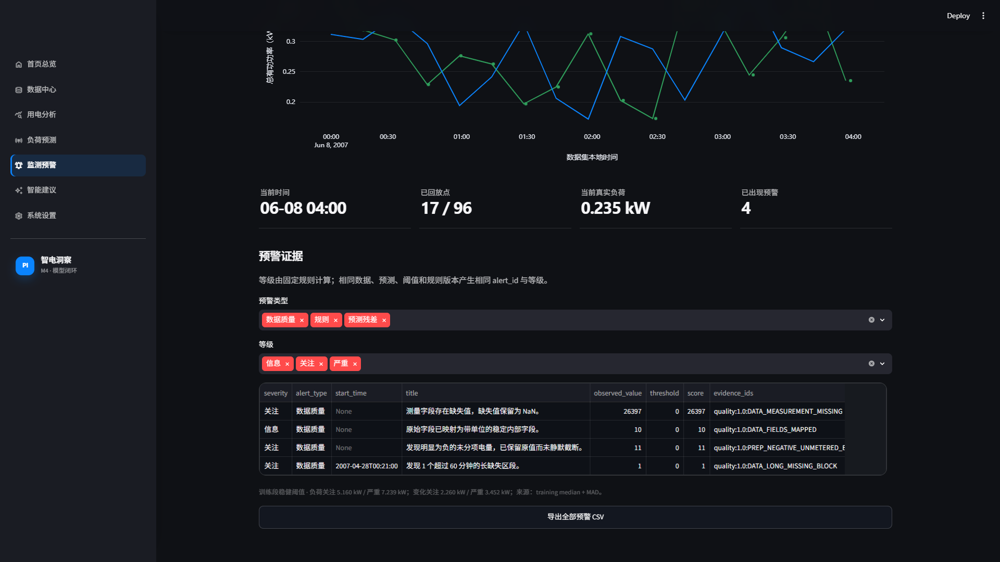 Deploy
首页总览
数据中心
用电分析
负荷预测
监测预警
智能建议
系统设置
PI
智电洞察
M4 · 模型闭环
总有功功率（kW
0.3
0.25
0.2
00:00
Jun 8, 2007
00:30
01:00
01:30
02:00
02:30
03:00
03:30
04:00
数据集本地时间
当前时间
06-08 04:00
已回放点
17 / 96
当前真实负荷
0.235 kW
已出现预警
4
预警证据
等级由固定规则计算；相同数据、预测、阈值和规则版本产生相同 alert_id 与等级。
预警类型
数据质量 × 规则 × 预测残差 ×
等级
信息 × 关注 × 严重 ×
severity alert_type start_time title observed_value threshold score evidence_ids
关注 数据质量 None 测量字段存在缺失值，缺失值保留为 NaN。 26397 0 26397 quality:1.0:DATA_MEASUREMENT_MISSING
信息 数据质量 None 原始字段已映射为带单位的稳定内部字段。 10 0 10 quality:1.0:DATA_FIELDS_MAPPED
关注 数据质量 None 发现明显为负的未分项电量，已保留原值而未静默截断。 11 0 11 quality:1.0:PREP_NEGATIVE_UNMETERED_E
关注 数据质量 2007-04-28T00:21:00 发现 1 个超过 60 分钟的长缺失区段。 1 0 1 quality:1.0:DATA_LONG_MISSING_BLOCK
训练段稳健阈值 · 负荷关注 5.160 kW / 严重 7.239 kW；变化关注 2.260 kW / 严重 3.452 kW；来源：training median + MAD。
导出全部预警 CSV